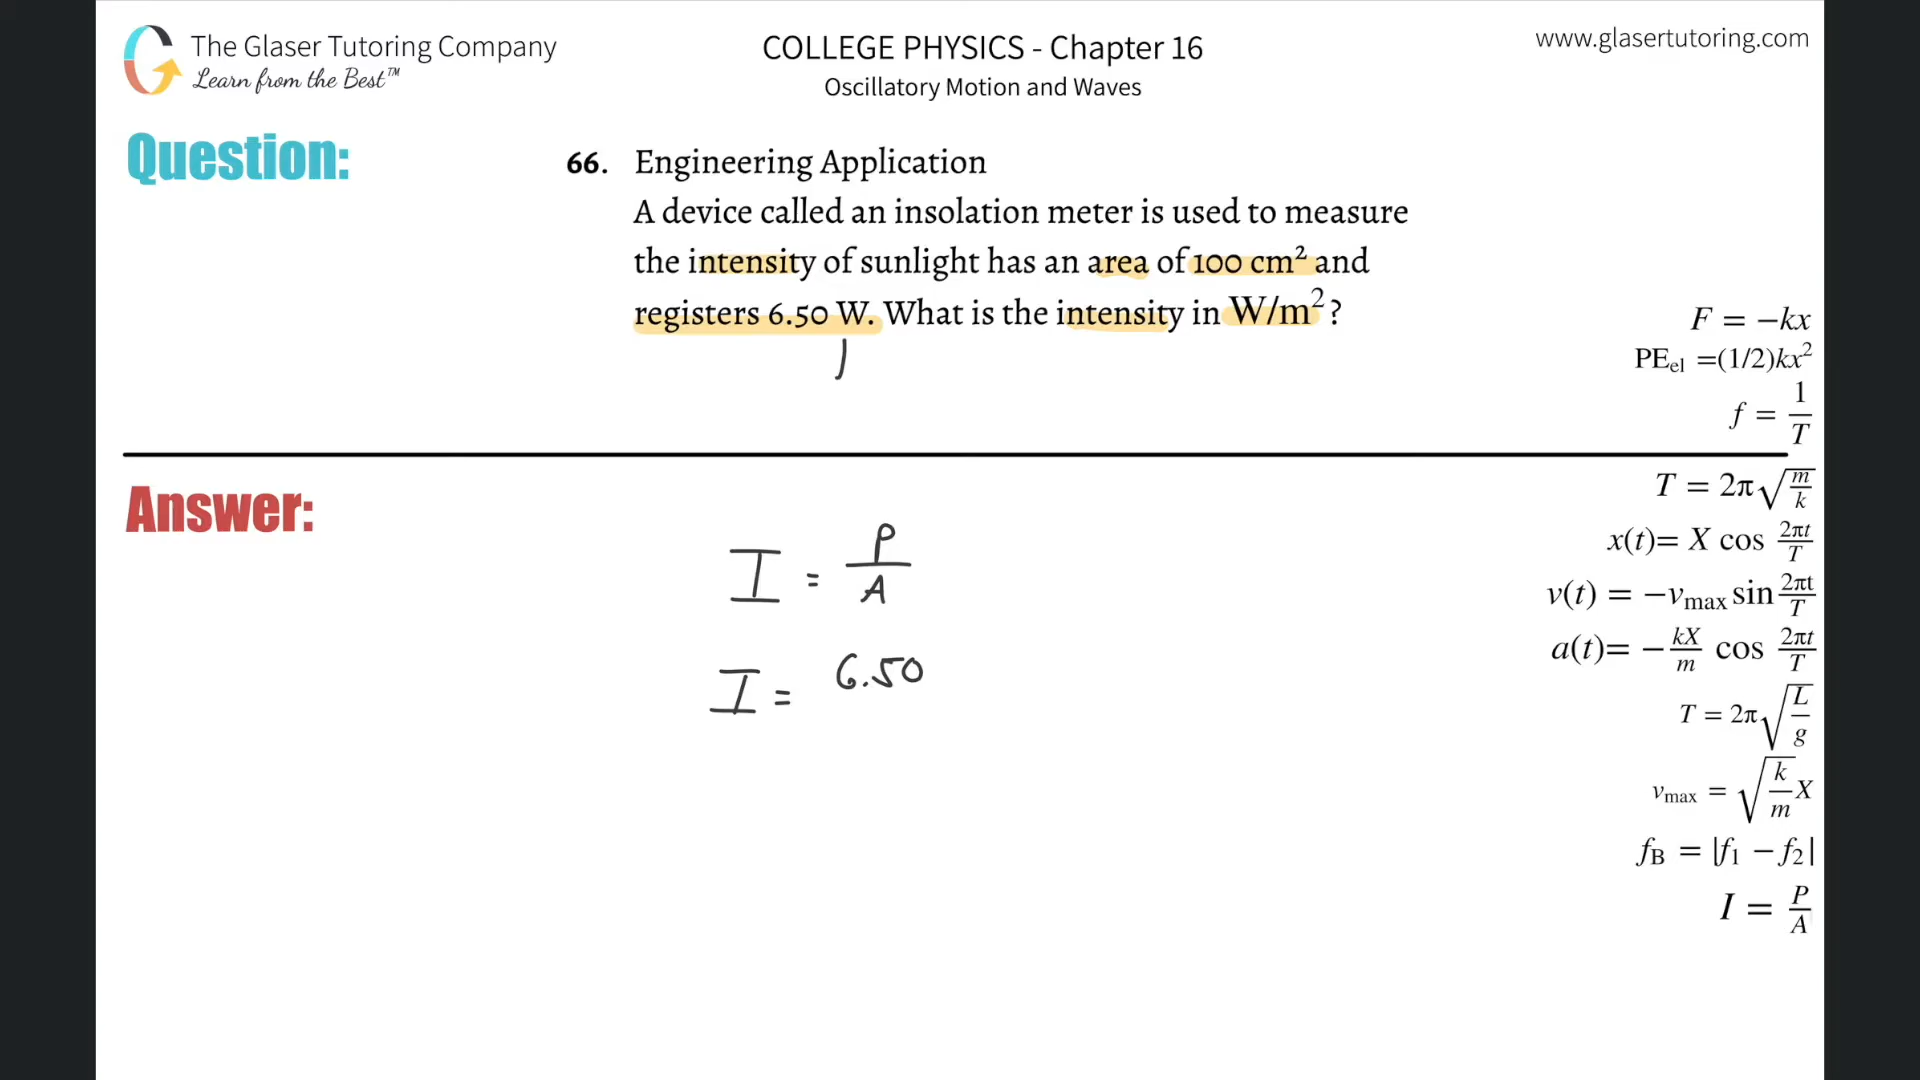 The Glaser Tutoring Company
Learn from the Best™
COLLEGE PHYSICS - Chapter 16
Oscillatory Motion and Waves
www.glasertutoring.com
Question:
66. Engineering Application
A device called an insolation meter is used to measure
the intensity of sunlight has an area of 100 cm² and
registers 6.50 W. What is the intensity in W/m²?
J
F = −kx
PEel =(1/2)kx²
f = 1/T
Answer:
I = P/A
I = 6.50
T = 2π√(m/k)
x(t)= X cos 2πt/T
v(t) = −vmax sin 2πt/T
a(t)= − kX/m cos 2πt/T
T = 2π√(L/g)
vmax = √(k/m) X
fB = |f1 − f2|
I = P/A